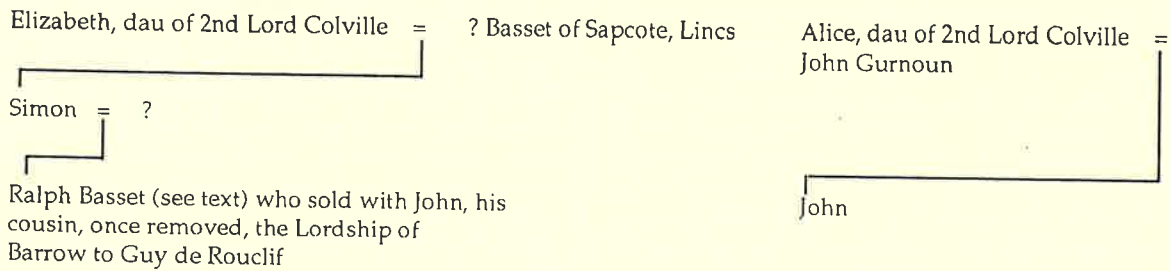 Elizabeth, dau of 2nd Lord Colville = ? Basset of Sapcote, Lincs
Simon = ?
Ralph Basset (see text) who sold with John, his
cousin, once removed, the Lordship of
Barrow to Guy de Rouclif
Alice, dau of 2nd Lord Colville =
John Gurnoun
John